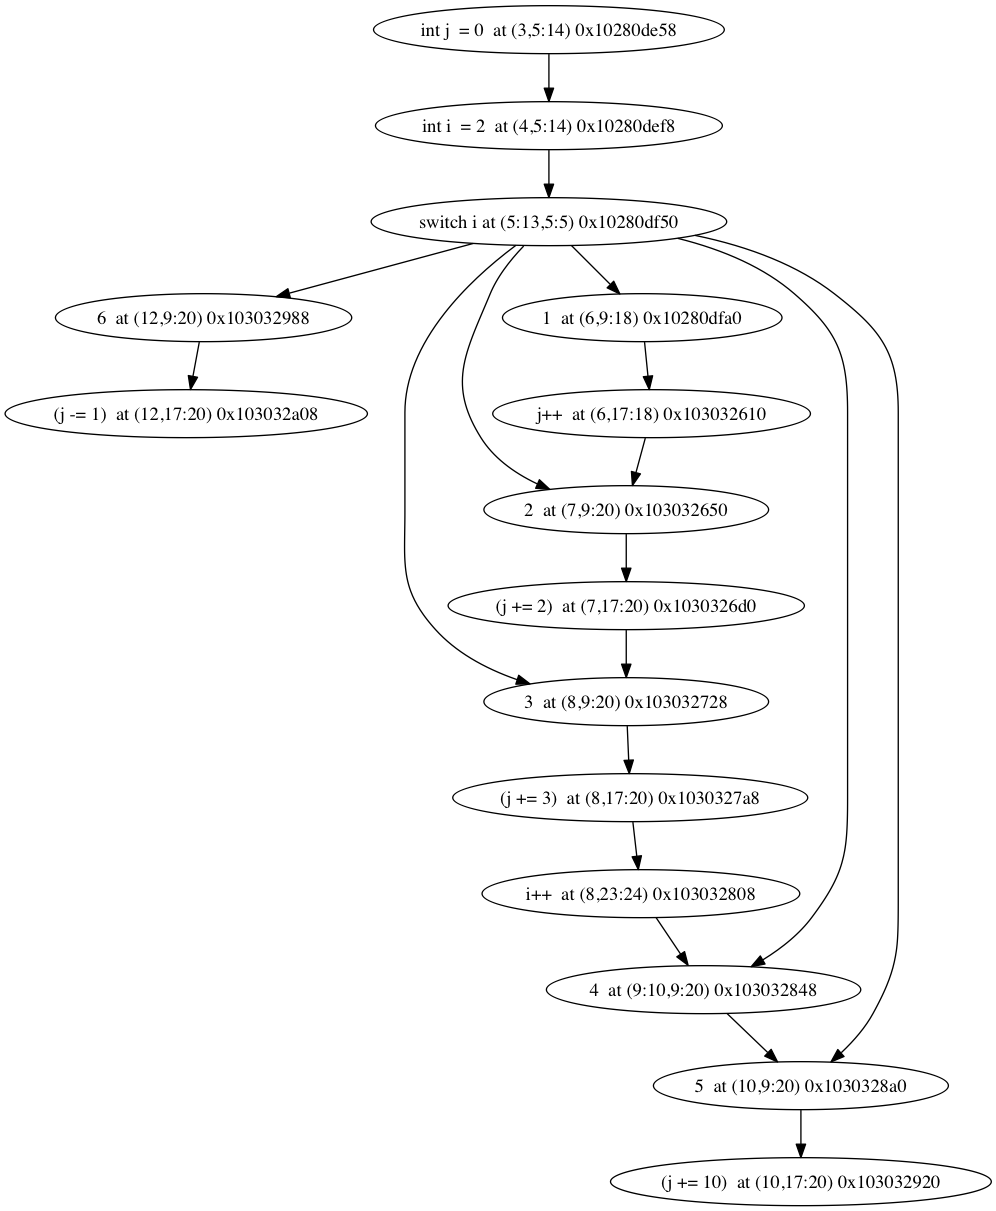 int j  = 0  at (3,5:14) 0x10280de58
int i  = 2  at (4,5:14) 0x10280def8
switch i at (5:13,5:5) 0x10280df50
6  at (12,9:20) 0x103032988
1  at (6,9:18) 0x10280dfa0
(j -= 1)  at (12,17:20) 0x103032a08
j++  at (6,17:18) 0x103032610
2  at (7,9:20) 0x103032650
(j += 2)  at (7,17:20) 0x1030326d0
3  at (8,9:20) 0x103032728
(j += 3)  at (8,17:20) 0x1030327a8
i++  at (8,23:24) 0x103032808
4  at (9:10,9:20) 0x103032848
5  at (10,9:20) 0x1030328a0
(j += 10)  at (10,17:20) 0x103032920